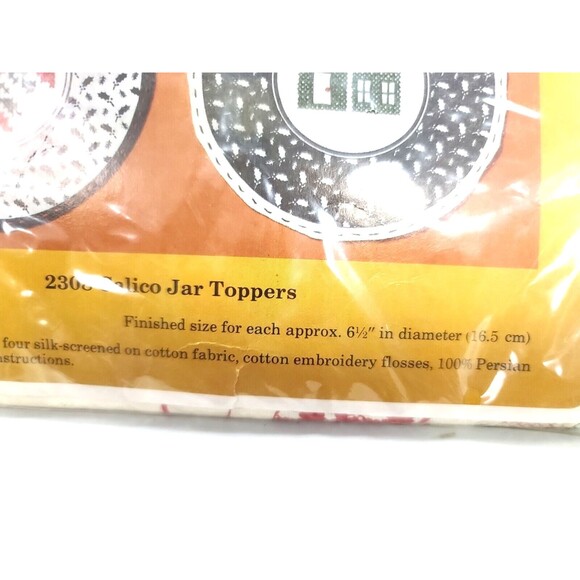 Calico Jar Toppers
Finished size for each approx. 6½" in diameter (16.5 cm)
four silk-screened on cotton fabric, cotton embroidery flosses, 100% Persian
nstructions.